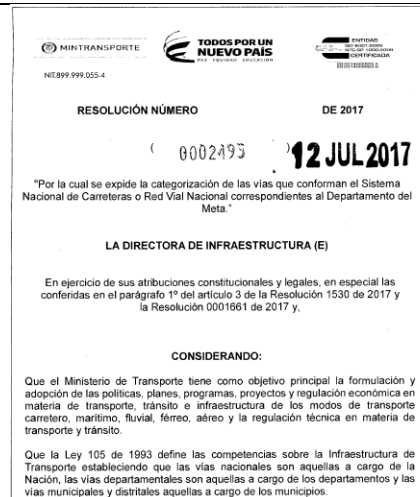 MINTRANSPORTE
TODOS POR UN
NUEVO PAÍS
PAZ EQUIDAD EDUCACIÓN
ENTIDAD
CERTIFICADA
NIT.899.999.055-4
RESOLUCIÓN NÚMERO DE 2017
( 0002495 ) 12 JUL 2017
"Por la cual se expide la categorización de las vías que conforman el Sistema
Nacional de Carreteras o Red Vial Nacional correspondientes al Departamento del
Meta."
LA DIRECTORA DE INFRAESTRUCTURA (E)
En ejercicio de sus atribuciones constitucionales y legales, en especial las
conferidas en el parágrafo 1º del artículo 3 de la Resolución 1530 de 2017 y
la Resolución 0001661 de 2017 y,
CONSIDERANDO:
Que el Ministerio de Transporte tiene como objetivo principal la formulación y
adopción de las políticas, planes, programas, proyectos y regulación económica en
materia de transporte, tránsito e infraestructura de los modos de transporte
carretero, marítimo, fluvial, férreo, aéreo y la regulación técnica en materia de
transporte y tránsito.
Que la Ley 105 de 1993 define las competencias sobre la Infraestructura de
Transporte estableciendo que las vías nacionales son aquellas a cargo de la
Nación, las vías departamentales son aquellas a cargo de los departamentos y las
vías municipales y distritales aquellas a cargo de los municipios.